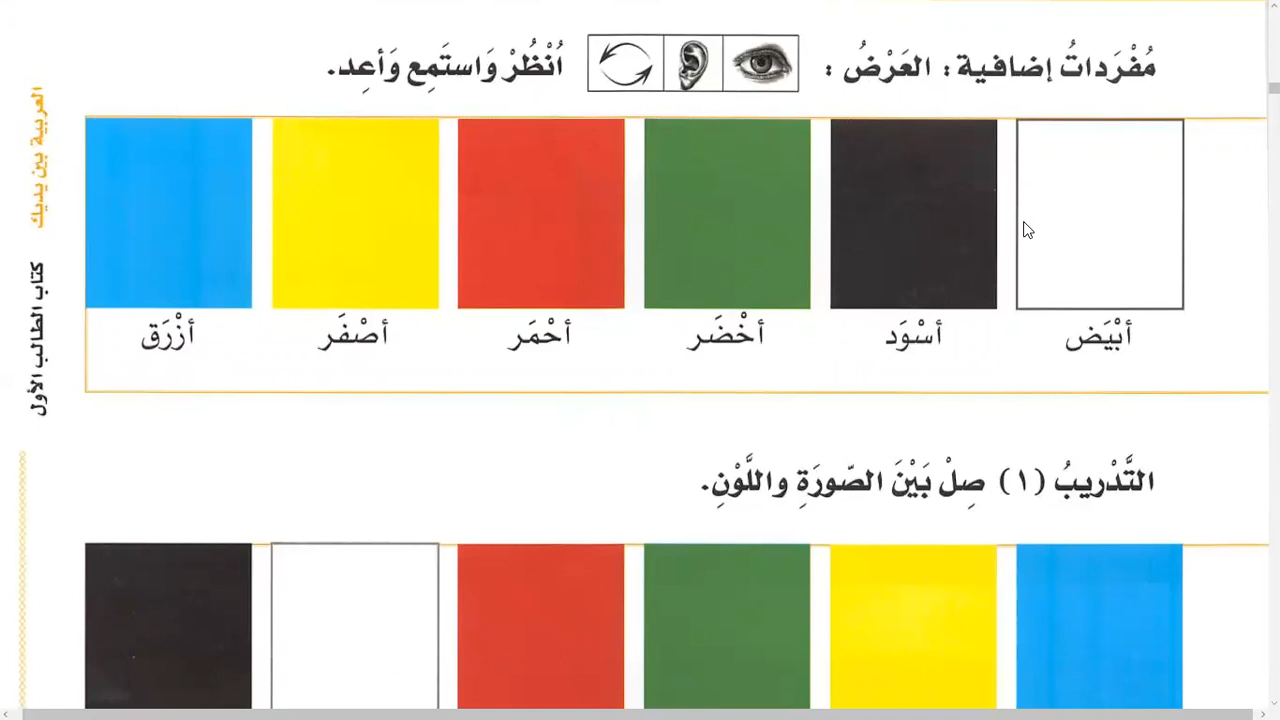 مُفْرَداتُ إضافية : العَرْضُ : اُنْظُرْ وَاستَمِع وَأعِد.
أبْيَض
أسْوَد
أخْضَر
أحْمَر
أصْفَر
أزْرَق
التَّدْريبُ (١) صِلْ بَيْنَ الصّورَةِ واللَّوْنِ.
العربية بين يديك
كتاب الطالب الأول